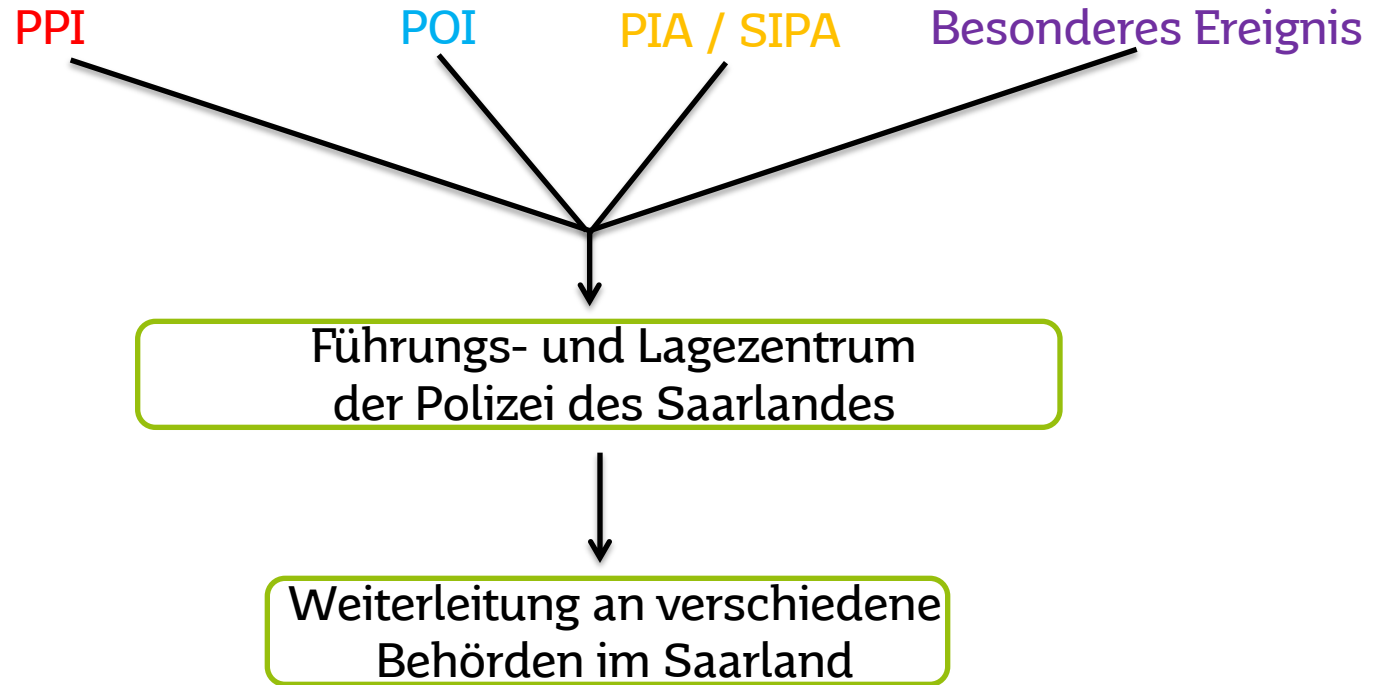 PPI POI PIA / SIPA Besonderes Ereignis
Führungs- und Lagezentrum
der Polizei des Saarlandes
Weiterleitung an verschiedene
Behörden im Saarland